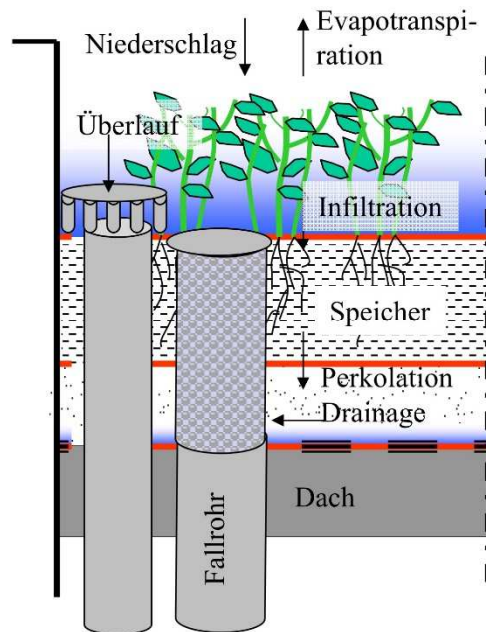 Niederschlag
Evapotranspi-
ration
Überlauf
Infiltration
Speicher
Perkolation
Drainage
Dach
Fallrohr